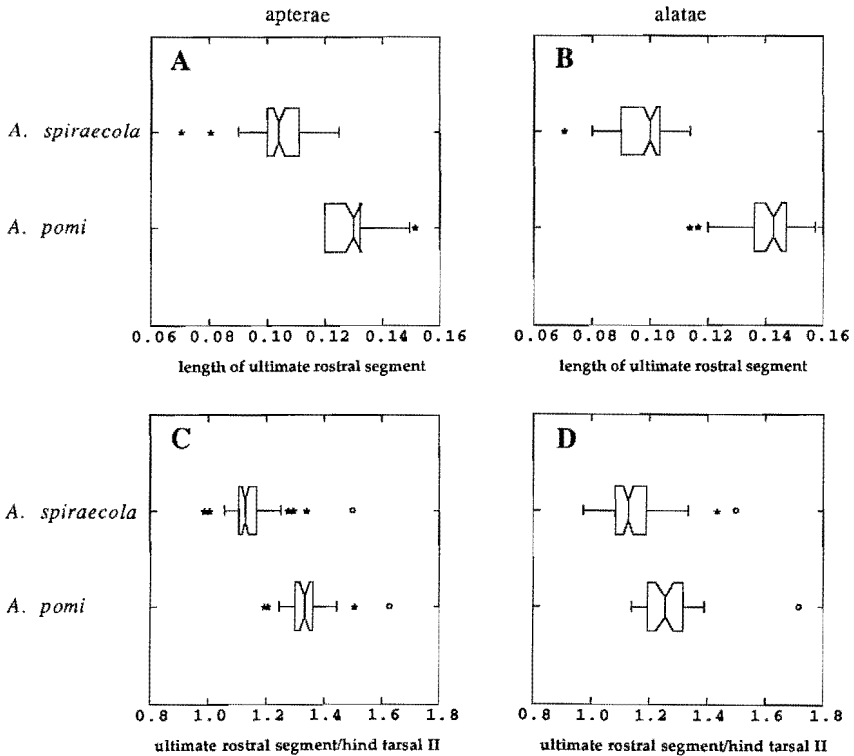 apterae alatae
A B
A. spiraecola
A. pomi
0.06 0.08 0.10 0.12 0.14 0.16 0.06 0.08 0.10 0.12 0.14 0.16
length of ultimate rostral segment length of ultimate rostral segment
C D
A. spiraecola
A. pomi
0.8 1.0 1.2 1.4 1.6 1.8 0.8 1.0 1.2 1.4 1.6 1.8
ultimate rostral segment/hind tarsal II ultimate rostral segment/hind tarsal II